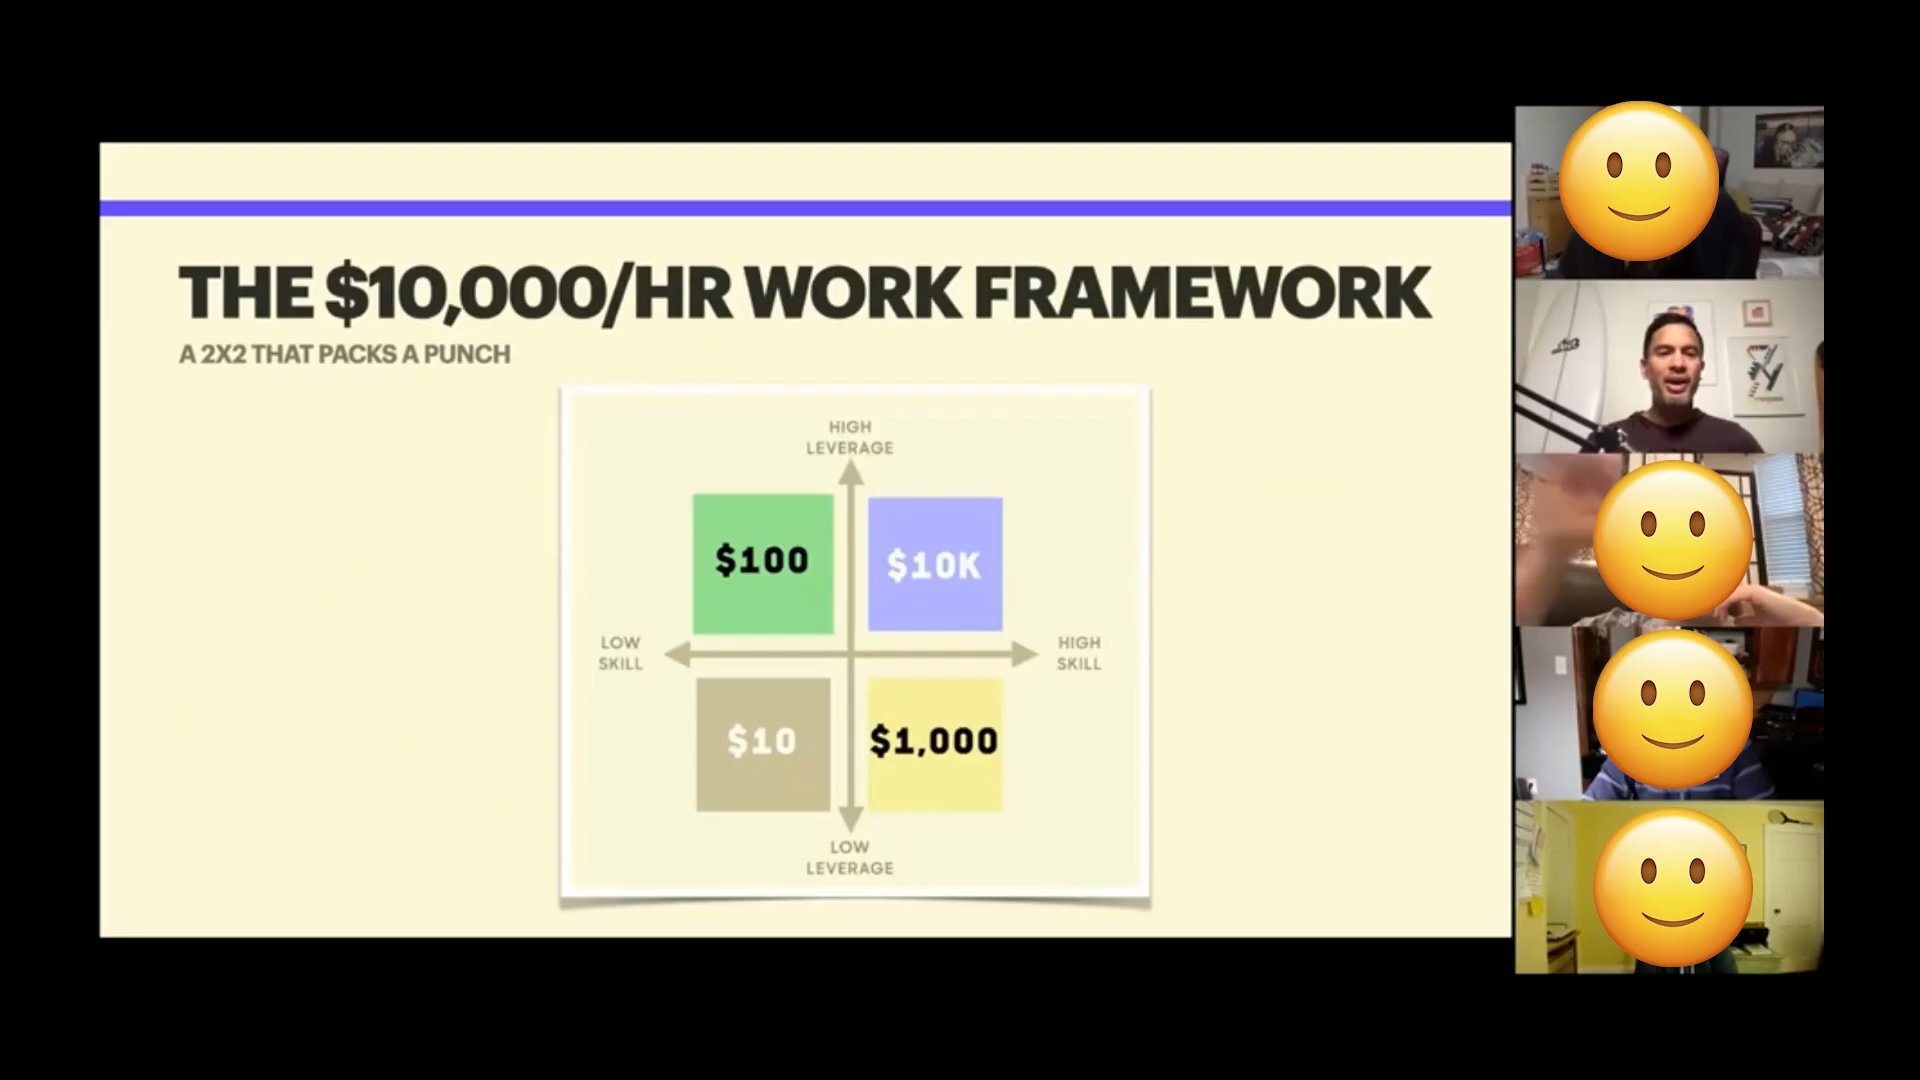 THE $10,000/HR WORK FRAMEWORK
A 2X2 THAT PACKS A PUNCH
HIGH
LEVERAGE
$100
$10K
LOW
SKILL
HIGH
SKILL
$10
$1,000
LOW
LEVERAGE